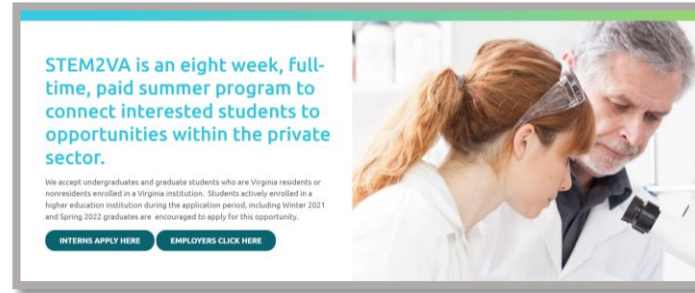 STEM2VA is an eight week, full-
time, paid summer program to
connect interested students to
opportunities within the private
sector.
We accept undergraduates and graduate students who are Virginia residents or
nonresidents enrolled in a Virginia institution.  Students actively enrolled in a
higher education institution during the application period, including Winter 2021
and Spring 2022 graduates are  encouraged to apply for this opportunity.
INTERNS APPLY HERE
EMPLOYERS CLICK HERE